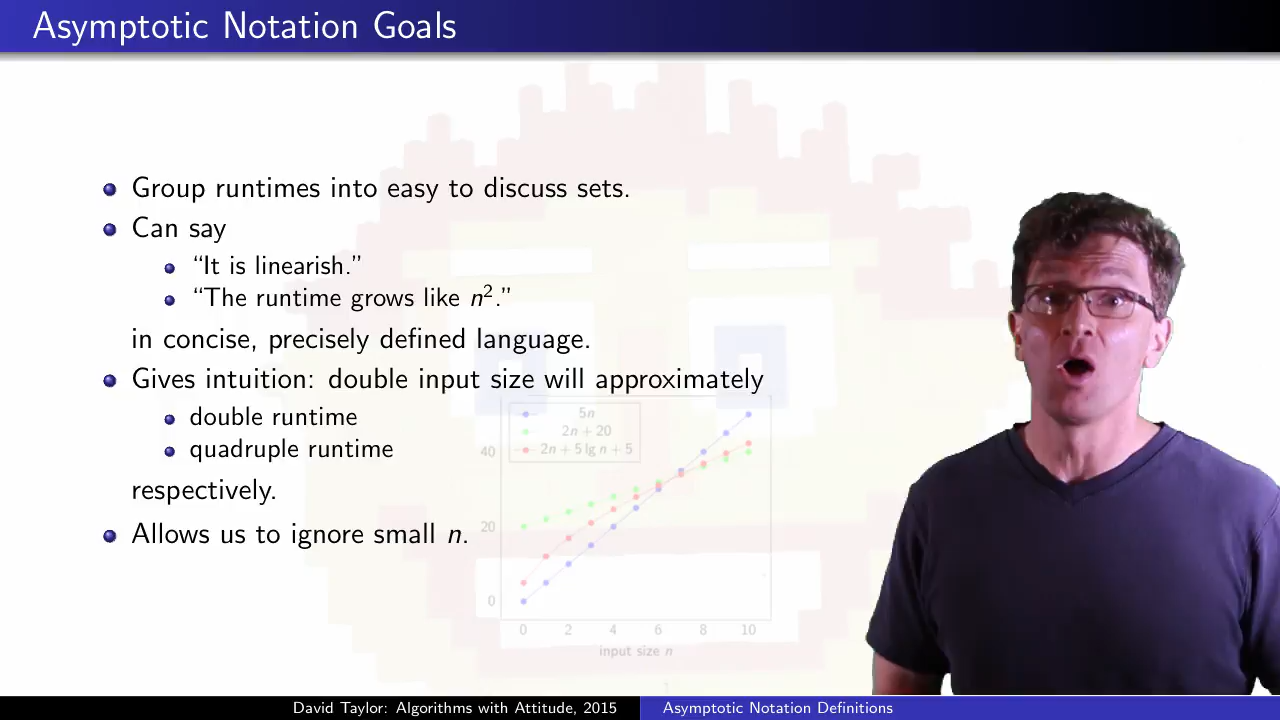 Asymptotic Notation Goals
Group runtimes into easy to discuss sets.
Can say
“It is linearish.”
“The runtime grows like n².”
in concise, precisely defined language.
Gives intuition: double input size will approximately
double runtime
quadruple runtime
respectively.
Allows us to ignore small n.
5n
2n + 20
2n + 5 lg n + 5
40
20
0
0 2 4 6 8 10
input size n
1
David Taylor: Algorithms with Attitude, 2015
Asymptotic Notation Definitions